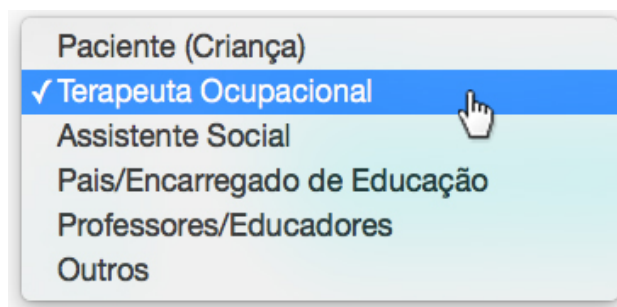 Paciente (Criança)
✓ Terapeuta Ocupacional
Assistente Social
Pais/Encarregado de Educação
Professores/Educadores
Outros